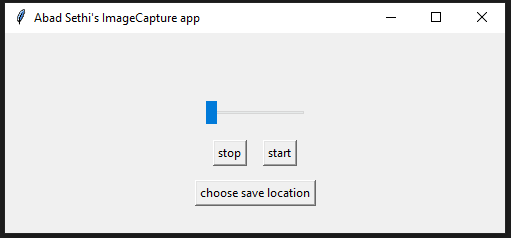 Abad Sethi's ImageCapture app
stop start
choose save location